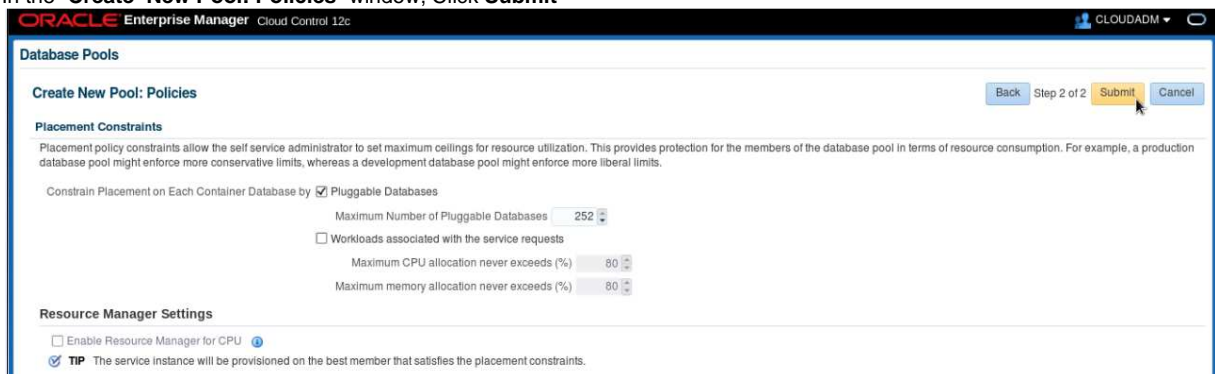 In the "Create New Pool: Policies" window, Click Submit
ORACLE Enterprise Manager Cloud Control 12c CLOUDADM
Database Pools
Create New Pool: Policies Back Step 2 of 2 Submit Cancel
Placement Constraints
Placement policy constraints allow the self service administrator to set maximum ceilings for resource utilization. This provides protection for the members of the database pool in terms of resource consumption. For example, a production
database pool might enforce more conservative limits, whereas a development database pool might enforce more liberal limits.
Constrain Placement on Each Container Database by Pluggable Databases
Maximum Number of Pluggable Databases 252
Workloads associated with the service requests
Maximum CPU allocation never exceeds (%) 80
Maximum memory allocation never exceeds (%) 80
Resource Manager Settings
Enable Resource Manager for CPU
TIP The service instance will be provisioned on the best member that satisfies the placement constraints.